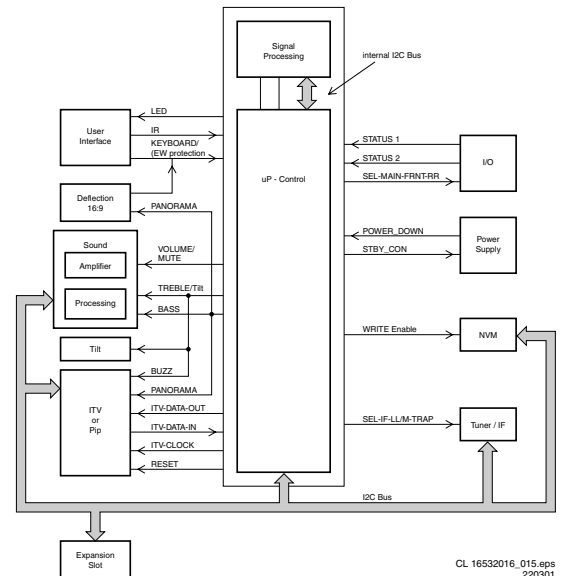 Signal
Processing
internal I2C Bus
LED
User
Interface
IR
KEYBOARD/
(EW protection
STATUS 1
STATUS 2
I/O
SEL-MAIN-FRNT-RR
uP - Control
Deflection
16:9
PANORAMA
Sound
Amplifier
Processing
VOLUME/
MUTE
TREBLE/Tilt
BASS
POWER_DOWN
STBY_CON
Power
Supply
WRITE Enable
NVM
Tilt
BUZZ
PANORAMA
ITV
or
Pip
ITV-DATA-OUT
ITV-DATA-IN
ITV-CLOCK
RESET
SEL-IF-LL/M-TRAP
Tuner / IF
I2C Bus
Expansion
Slot
CL 16532016_015.eps
220301